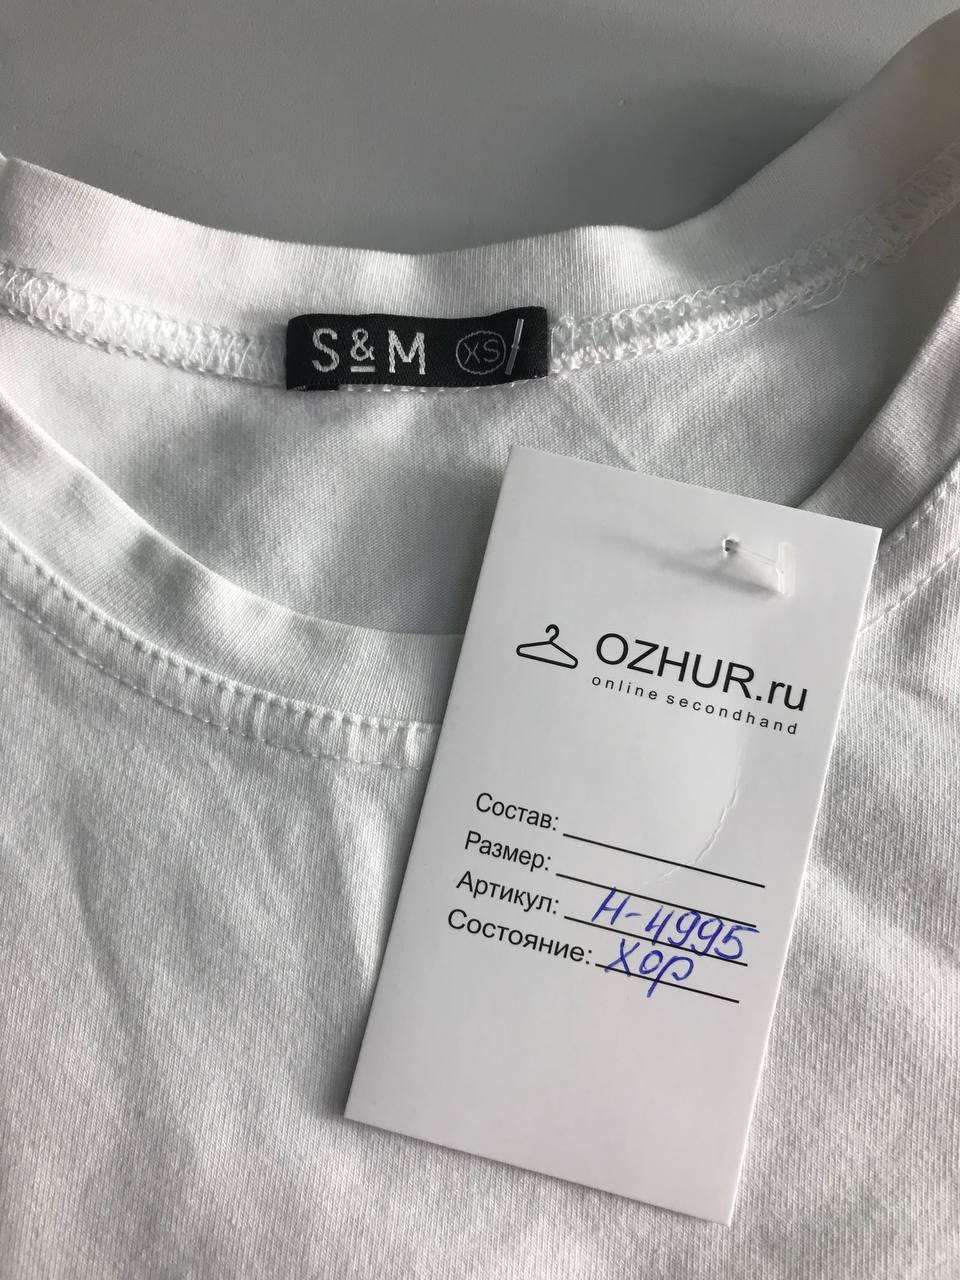 S&M XS
OZHUR.ru
online secondhand
Состав:
Размер:
Артикул: Н-4995
Состояние: Хор